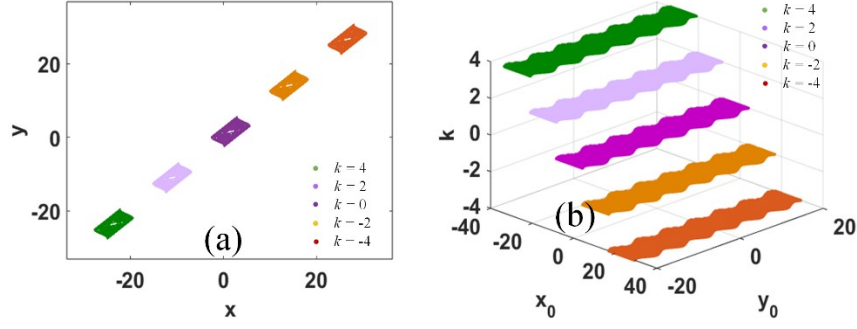 20
0
-20
y
-20
0
20
x
(a)
k = 4
k = 2
k = 0
k = -2
k = -4
4
2
0
-2
-4
k
-40
-20
0
20
40
x0
-20
0
20
y0
(b)
k = 4
k = 2
k = 0
k = -2
k = -4